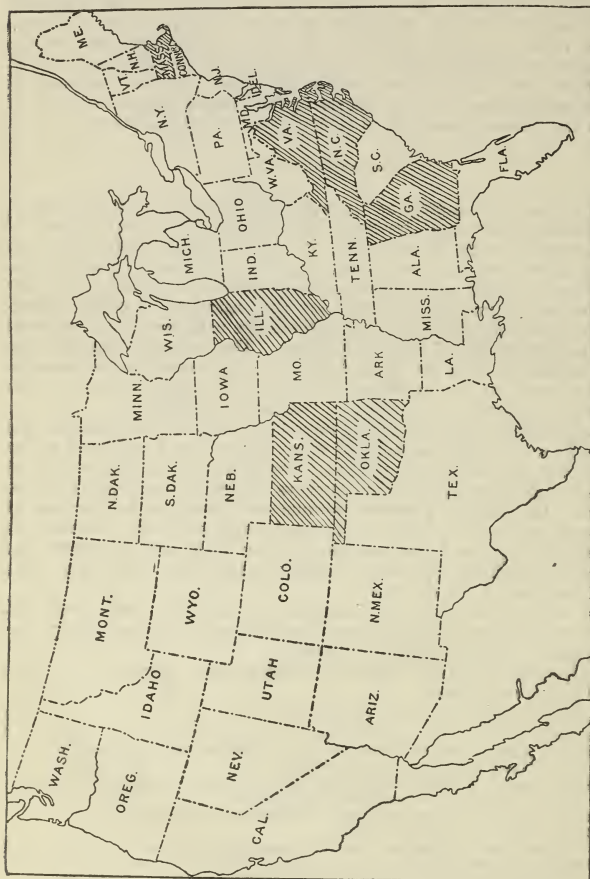 WASH.
OREG.
CAL.
NEV.
IDAHO
MONT.
WYO.
UTAH
ARIZ.
COLO.
N.MEX.
N.DAK.
S.DAK.
NEB.
KANS.
OKLA.
TEX.
MINN.
IOWA
MO.
ARK
LA.
WIS.
ILL.
MICH.
IND.
OHIO
KY.
TENN.
MISS.
ALA.
GA.
FLA.
S.C.
N.C.
VA.
W.VA.
MD.
DEL.
PA.
N.J.
N.Y.
CONN.
MASS.
VT.
N.H.
ME.